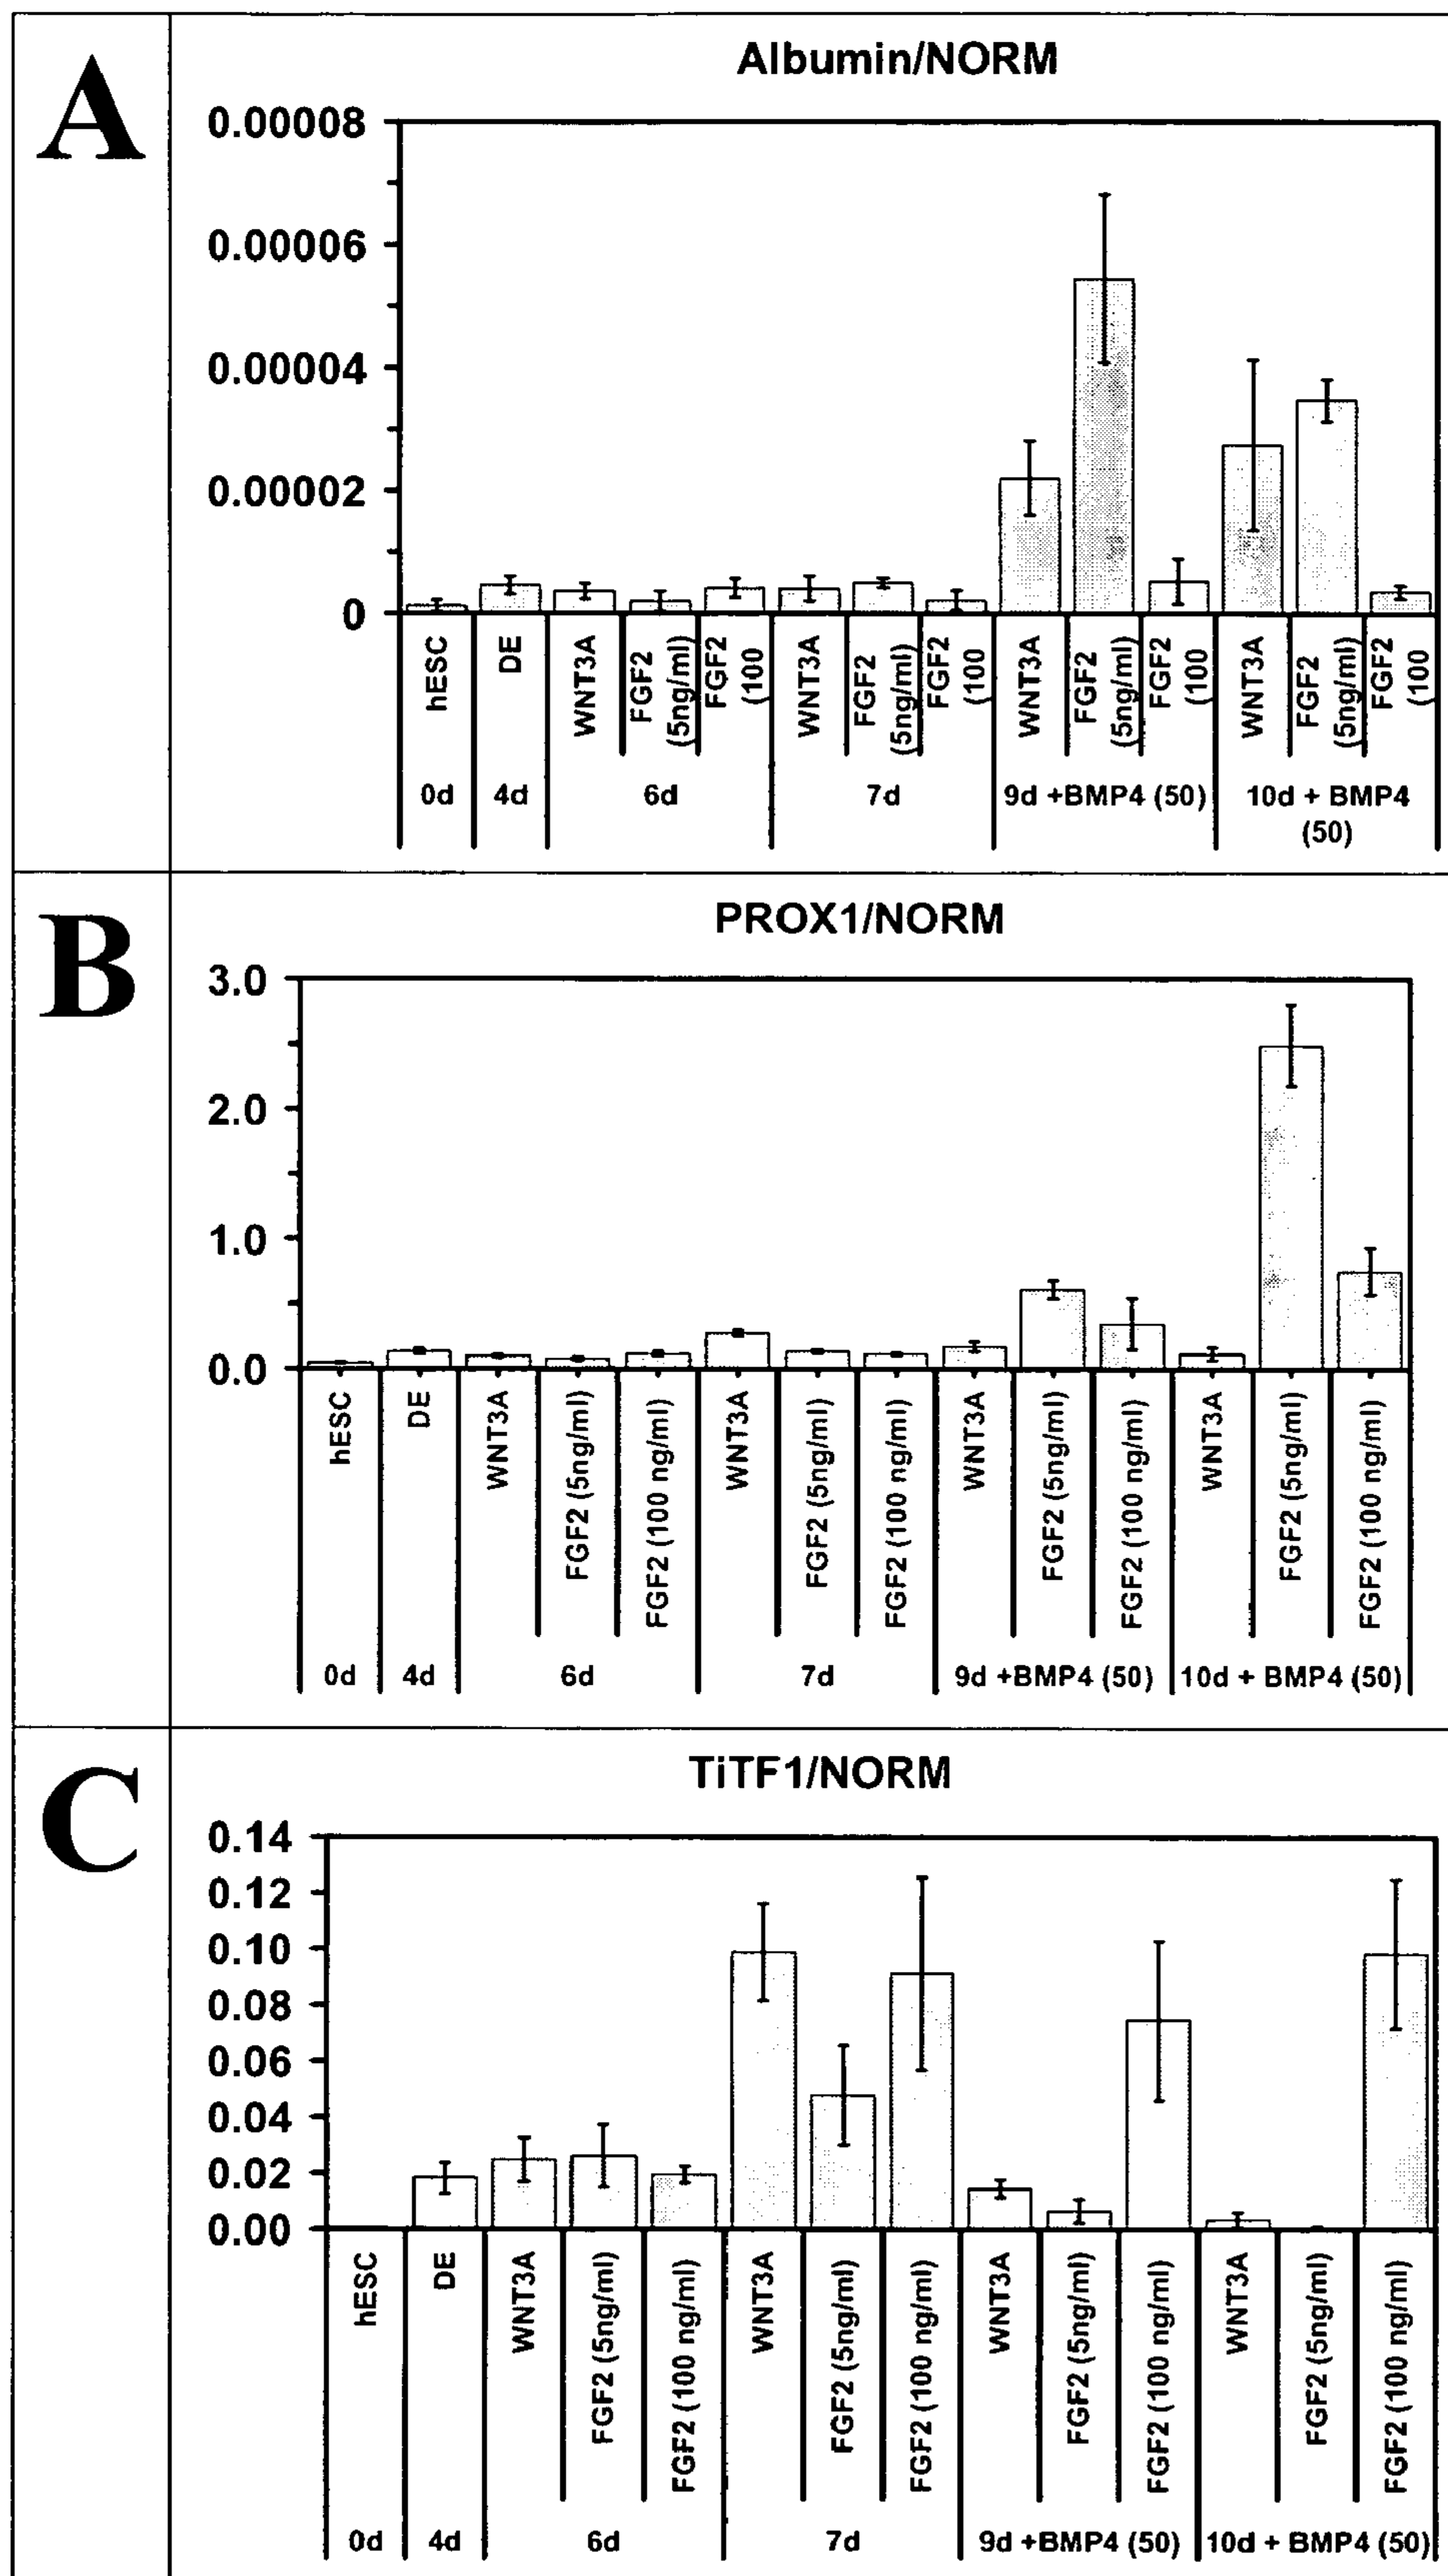 A
Albumin/NORM
0.00008
0.00006
0.00004
0.00002
0
hESC
DE
WNT3A
FGF2
(5ng/ml)
FGF2
(100
WNT3A
FGF2
(5ng/ml)
FGF2
(100
WNT3A
FGF2
(5ng/ml)
FGF2
(100
WNT3A
FGF2
(5ng/ml)
FGF2
(100
0d
4d
6d
7d
9d +BMP4 (50)
10d + BMP4
(50)
B
PROX1/NORM
3.0
2.0
1.0
0.0
hESC
DE
WNT3A
FGF2 (5ng/ml)
FGF2 (100 ng/ml)
WNT3A
FGF2 (5ng/ml)
FGF2 (100 ng/ml)
WNT3A
FGF2 (5ng/ml)
FGF2 (100 ng/ml)
WNT3A
FGF2 (5ng/ml)
FGF2 (100 ng/ml)
0d
4d
6d
7d
9d +BMP4 (50)
10d + BMP4 (50)
C
TiTF1/NORM
0.14
0.12
0.10
0.08
0.06
0.04
0.02
0.00
hESC
DE
WNT3A
FGF2 (5ng/ml)
FGF2 (100 ng/ml)
WNT3A
FGF2 (5ng/ml)
FGF2 (100 ng/ml)
WNT3A
FGF2 (5ng/ml)
FGF2 (100 ng/ml)
WNT3A
FGF2 (5ng/ml)
FGF2 (100 ng/ml)
0d
4d
6d
7d
9d +BMP4 (50)
10d + BMP4 (50)